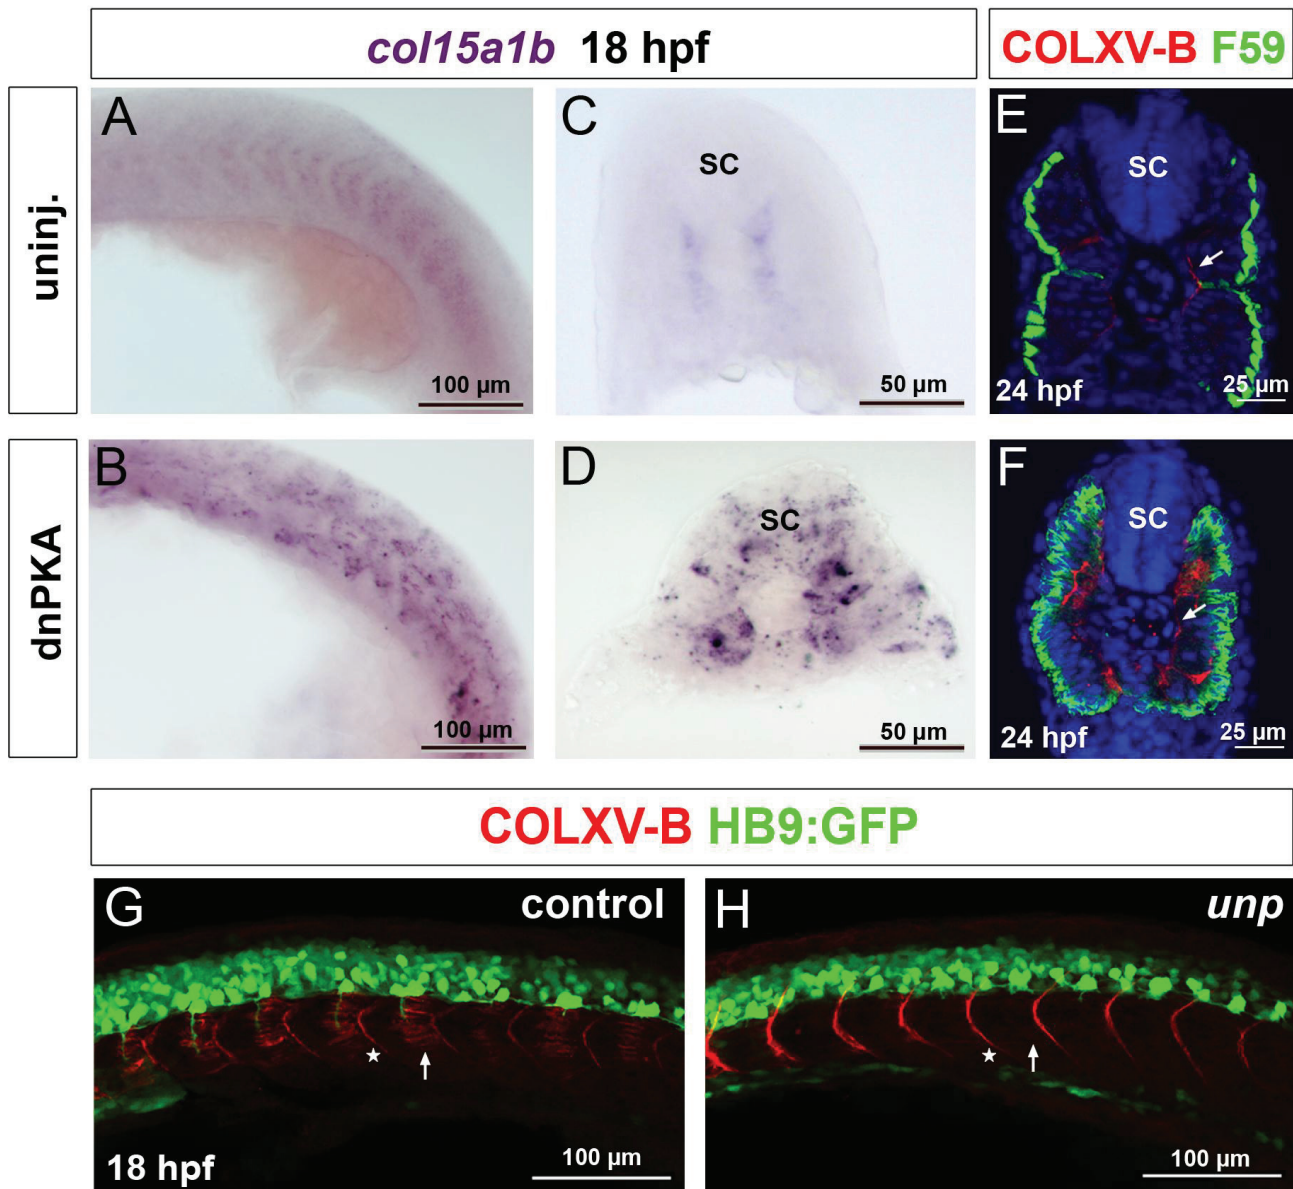 col15a1b 18 hpf
COLXV-B F59
uninj.
A
100 µm
C
SC
50 µm
E
SC
24 hpf
25 µm
dnPKA
B
100 µm
D
SC
50 µm
F
SC
24 hpf
25 µm
COLXV-B HB9:GFP
G
control
18 hpf
100 µm
H
unp
100 µm